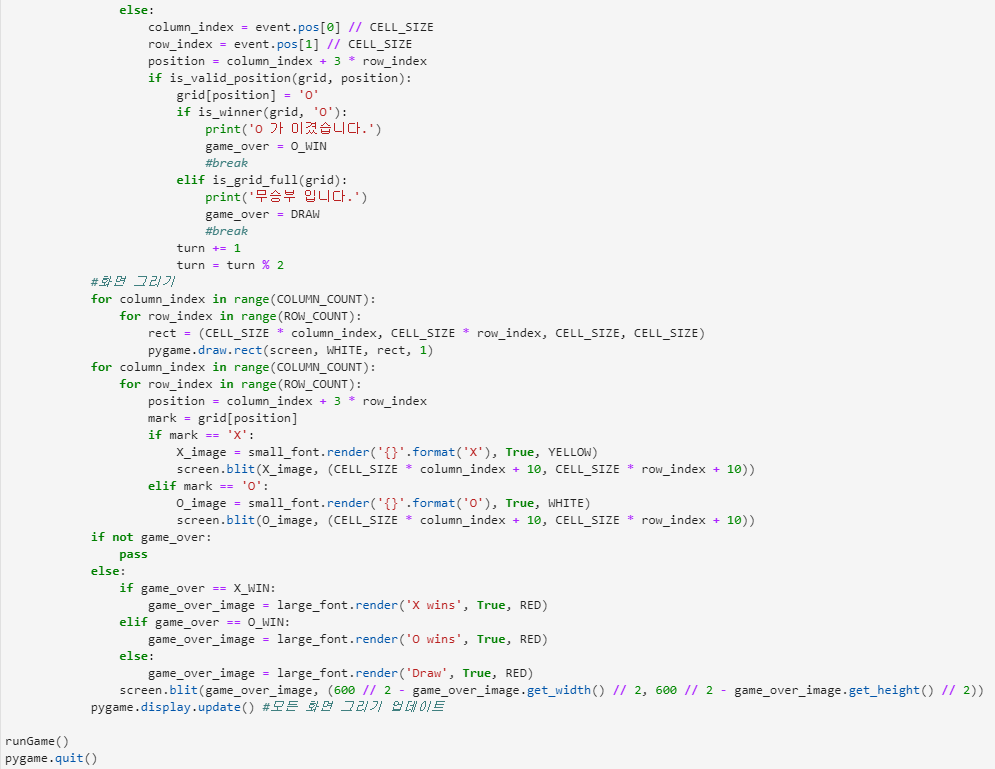 else:
column_index = event.pos[0] // CELL_SIZE
row_index = event.pos[1] // CELL_SIZE
position = column_index + 3 * row_index
if is_valid_position(grid, position):
grid[position] = 'O'
if is_winner(grid, 'O'):
print('O 가 이겼습니다.')
game_over = O_WIN
#break
elif is_grid_full(grid):
print('무승부 입니다.')
game_over = DRAW
#break
turn += 1
turn = turn % 2
#화면 그리기
for column_index in range(COLUMN_COUNT):
for row_index in range(ROW_COUNT):
rect = (CELL_SIZE * column_index, CELL_SIZE * row_index, CELL_SIZE, CELL_SIZE)
pygame.draw.rect(screen, WHITE, rect, 1)
for column_index in range(COLUMN_COUNT):
for row_index in range(ROW_COUNT):
position = column_index + 3 * row_index
mark = grid[position]
if mark == 'X':
X_image = small_font.render('{}'.format('X'), True, YELLOW)
screen.blit(X_image, (CELL_SIZE * column_index + 10, CELL_SIZE * row_index + 10))
elif mark == 'O':
O_image = small_font.render('{}'.format('O'), True, WHITE)
screen.blit(O_image, (CELL_SIZE * column_index + 10, CELL_SIZE * row_index + 10))
if not game_over:
pass
else:
if game_over == X_WIN:
game_over_image = large_font.render('X wins', True, RED)
elif game_over == O_WIN:
game_over_image = large_font.render('O wins', True, RED)
else:
game_over_image = large_font.render('Draw', True, RED)
screen.blit(game_over_image, (600 // 2 - game_over_image.get_width() // 2, 600 // 2 - game_over_image.get_height() // 2))
pygame.display.update() #모든 화면 그리기 업데이트
runGame()
pygame.quit()